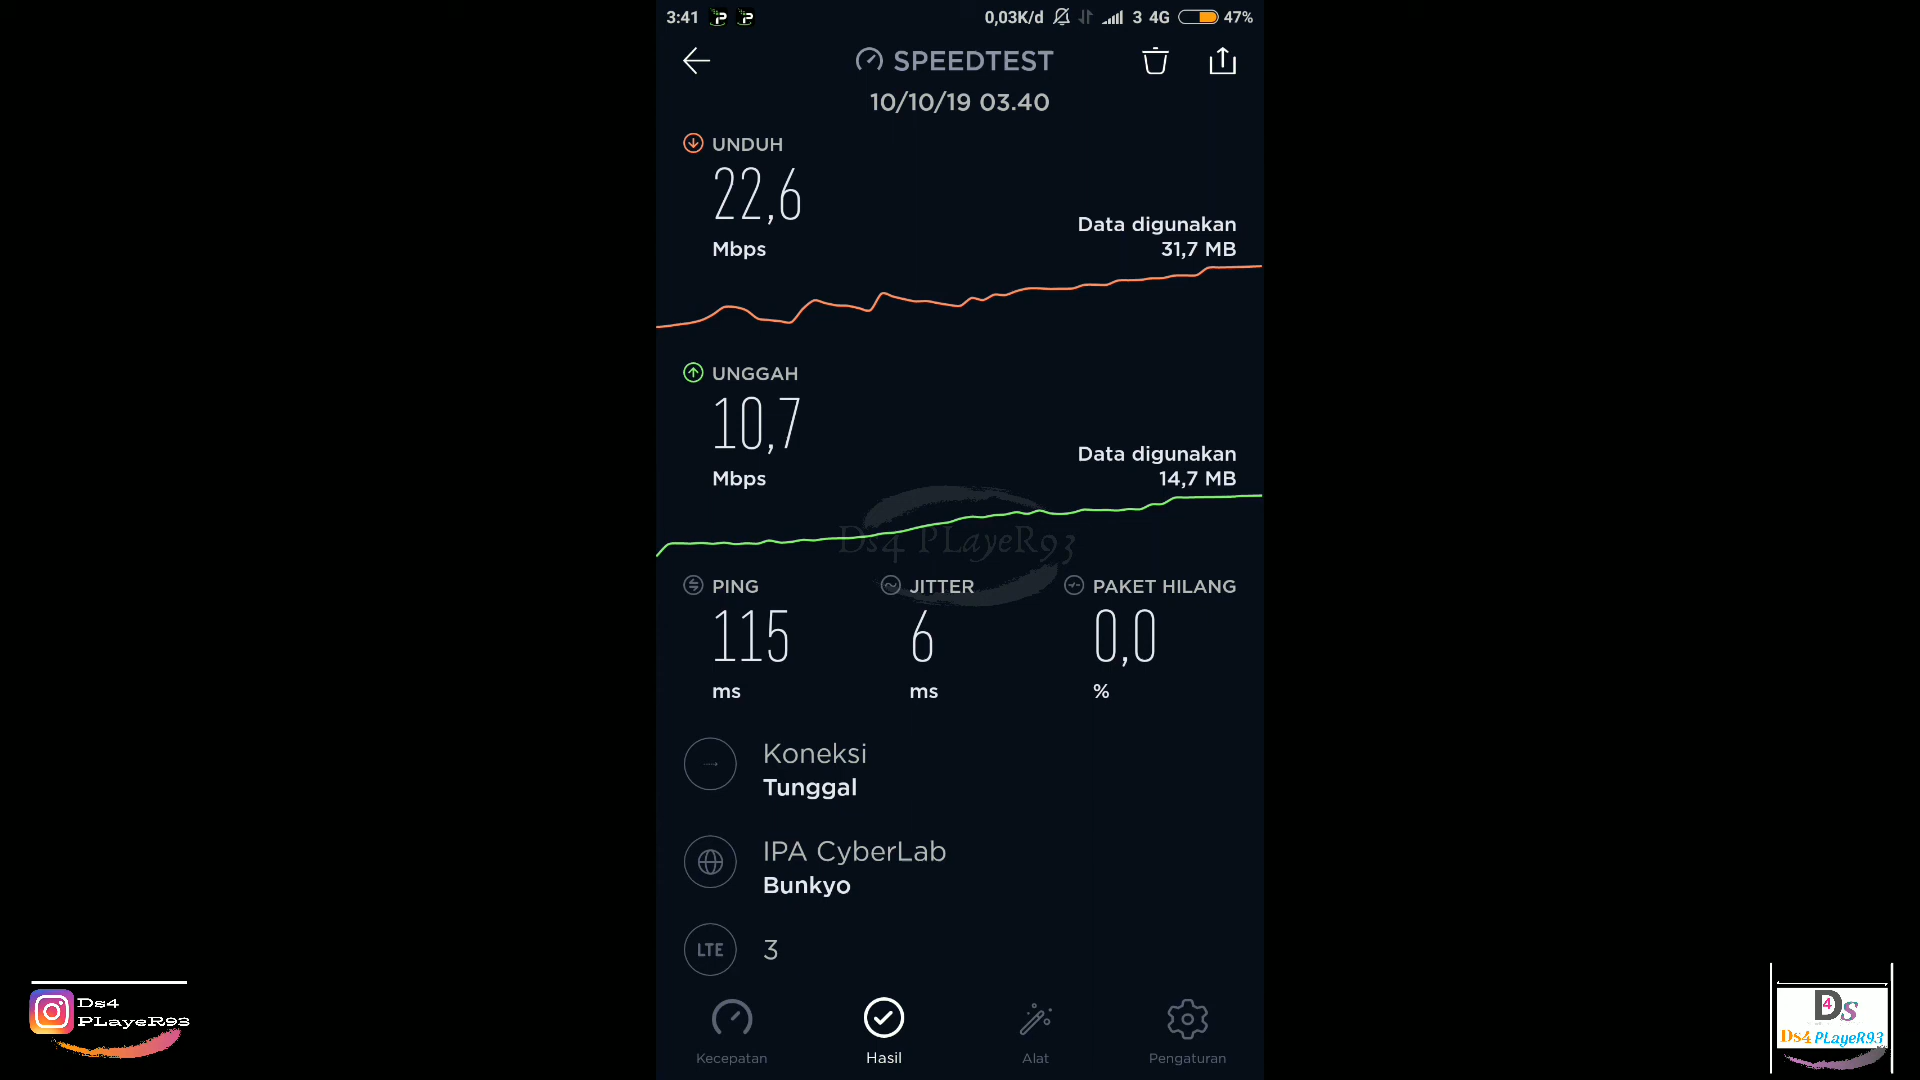 3:41
0,03K/d 3 4G 47%
SPEEDTEST
10/10/19 03.40
UNDUH
22,6
Mbps
Data digunakan
31,7 MB
UNGGAH
10,7
Mbps
Data digunakan
14,7 MB
Ds4 PLayeR93
PING
115
ms
JITTER
6
ms
PAKET HILANG
0,0
%
Koneksi
Tunggal
IPA CyberLab
Bunkyo
LTE
3
Kecepatan
Hasil
Alat
Pengaturan
Ds4
PLayeR93
D4s
Ds4 PLayeR93